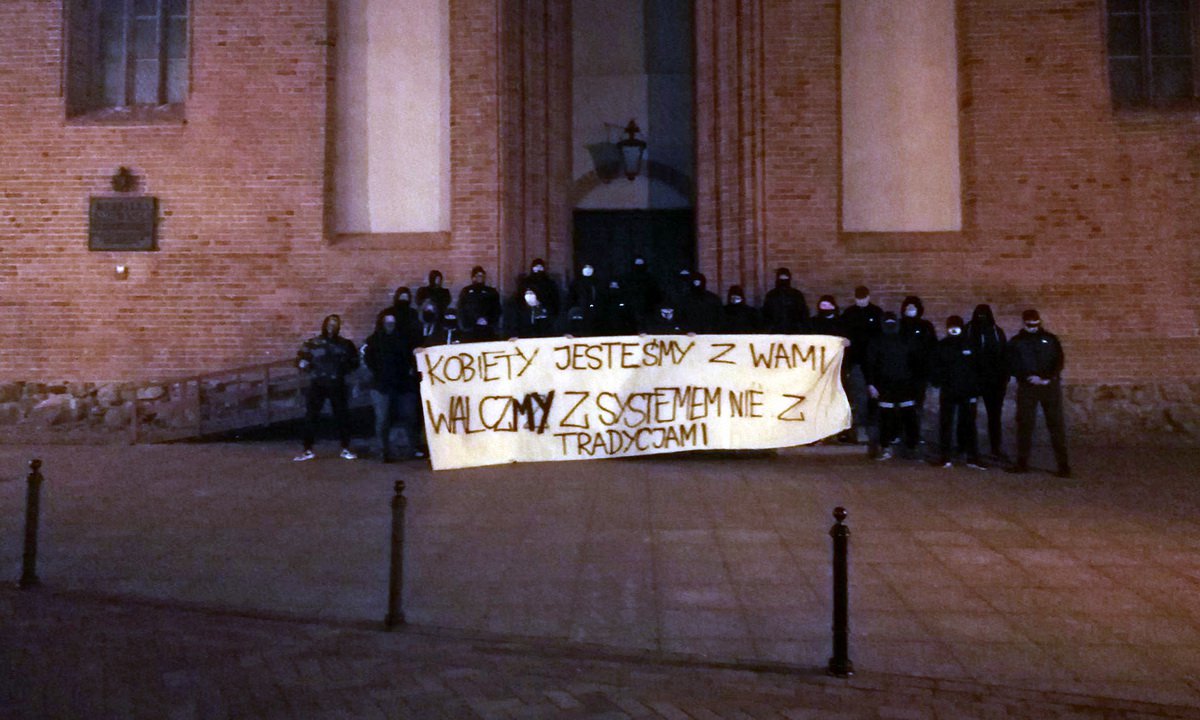 KOBIETY JESTEŚMY Z WAMI
WALCZMY Z SYSTEMEM NIE Z
TRADYCJAMI